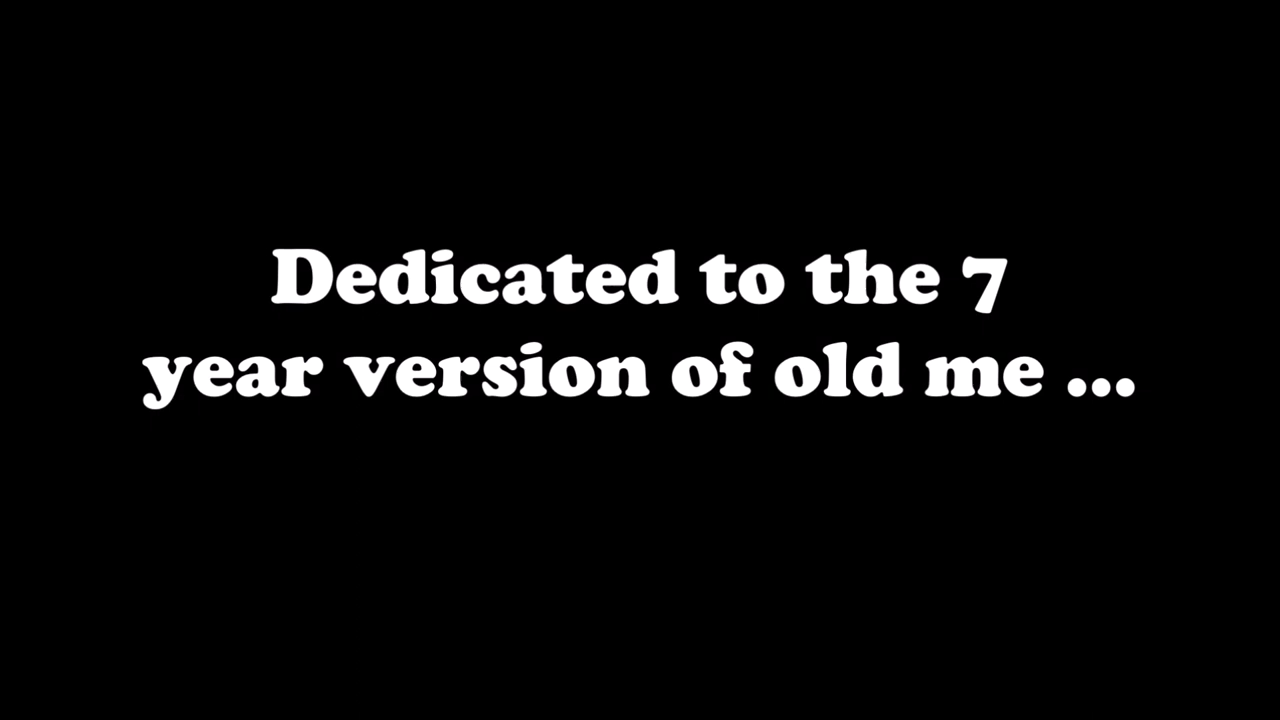 Dedicated to the 7
year version of old me ...